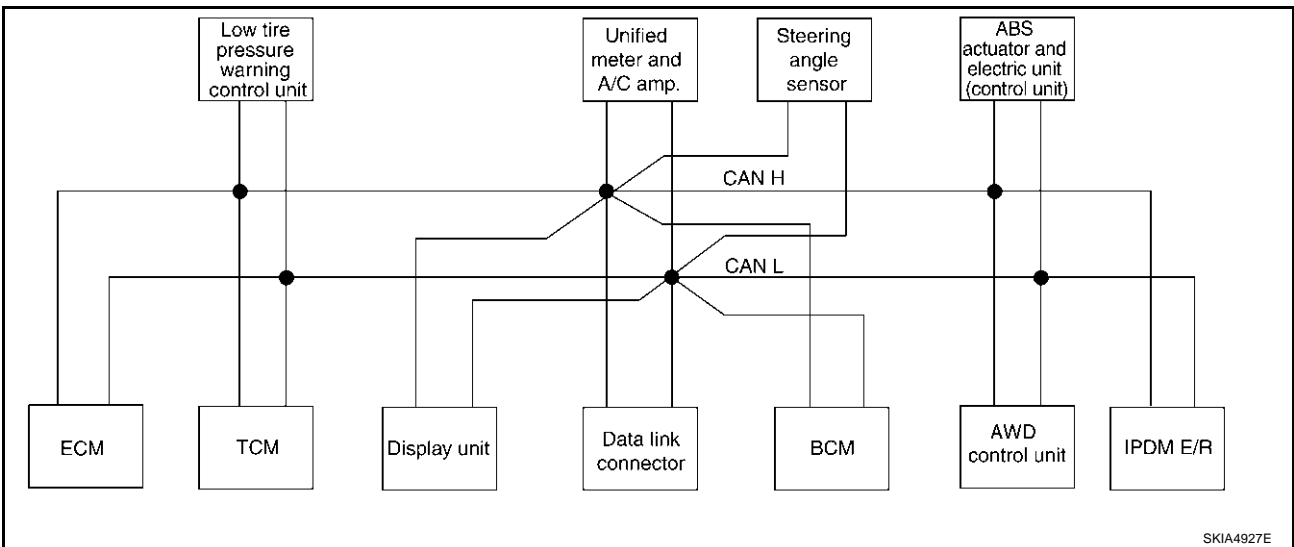 Low tire
pressure
warning
control unit
Unified
meter and
A/C amp.
Steering
angle
sensor
ABS
actuator and
electric unit
(control unit)
CAN H
CAN L
ECM
TCM
Display unit
Data link
connector
BCM
AWD
control unit
IPDM E/R
SKIA4927E